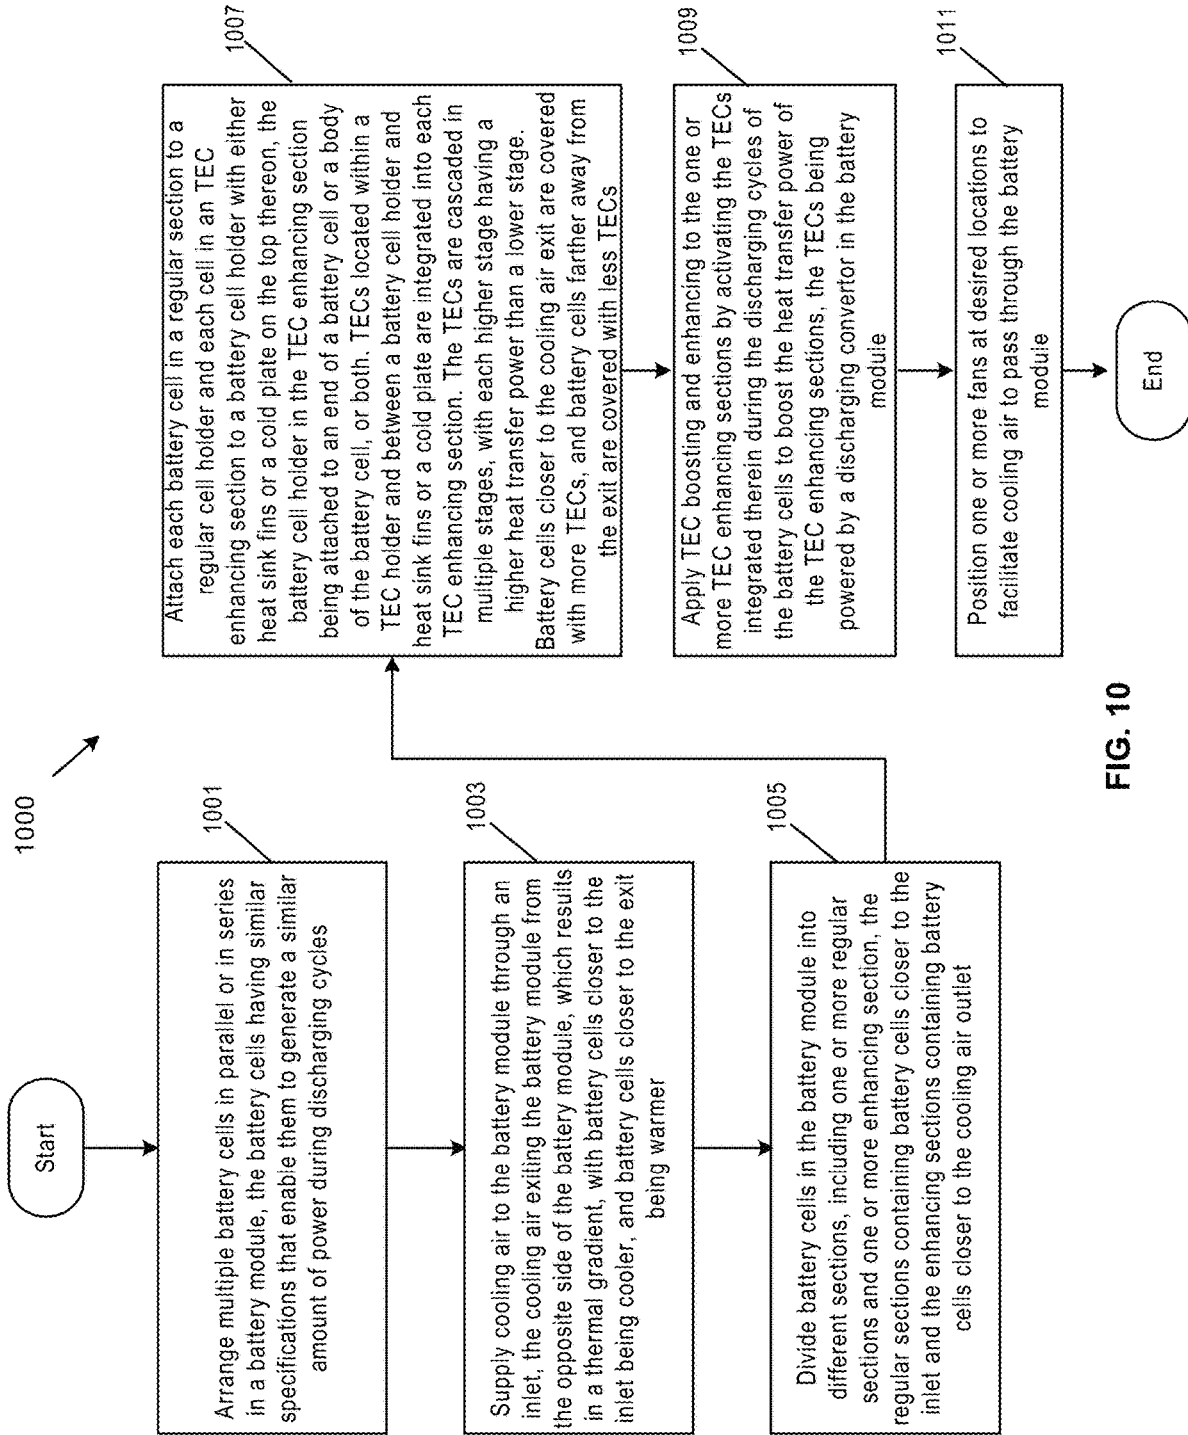 1000
Start
1001
Arrange multiple battery cells in parallel or in series
in a battery module, the battery cells having similar
specifications that enable them to generate a similar
amount of power during discharging cycles
1003
Supply cooling air to the battery module through an
inlet, the cooling air exiting the battery module from
the opposite side of the battery module, which results
in a thermal gradient, with battery cells closer to the
inlet being cooler, and battery cells closer to the exit
being warmer
1005
Divide battery cells in the battery module into
different sections, including one or more regular
sections and one or more enhancing section, the
regular sections containing battery cells closer to the
inlet and the enhancing sections containing battery
cells closer to the cooling air outlet
1007
Attach each battery cell in a regular section to a
regular cell holder and each cell in an TEC
enhancing section to a battery cell holder with either
heat sink fins or a cold plate on the top thereon, the
battery cell holder in the TEC enhancing section
being attached to an end of a battery cell or a body
of the battery cell, or both. TECs located within a
TEC holder and between a battery cell holder and
heat sink fins or a cold plate are integrated into each
TEC enhancing section. The TECs are cascaded in
multiple stages, with each higher stage having a
higher heat transfer power than a lower stage.
Battery cells closer to the cooling air exit are covered
with more TECs, and battery cells farther away from
the exit are covered with less TECs
1009
Apply TEC boosting and enhancing to the one or
more TEC enhancing sections by activating the TECs
integrated therein during the discharging cycles of
the battery cells to boost the heat transfer power of
the TEC enhancing sections, the TECs being
powered by a discharging convertor in the battery
module
1011
Position one or more fans at desired locations to
facilitate cooling air to pass through the battery
module
End
FIG. 10